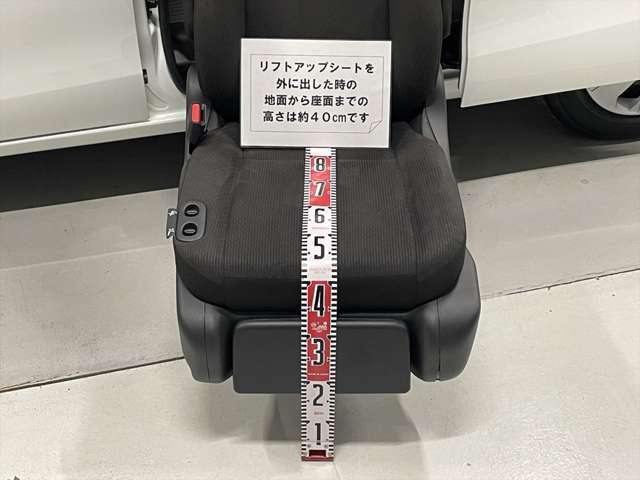 リフトアップシートを
外に出した時の
地面から座面までの
高さは約40cmです
8
7
6
5
4
3
2
1